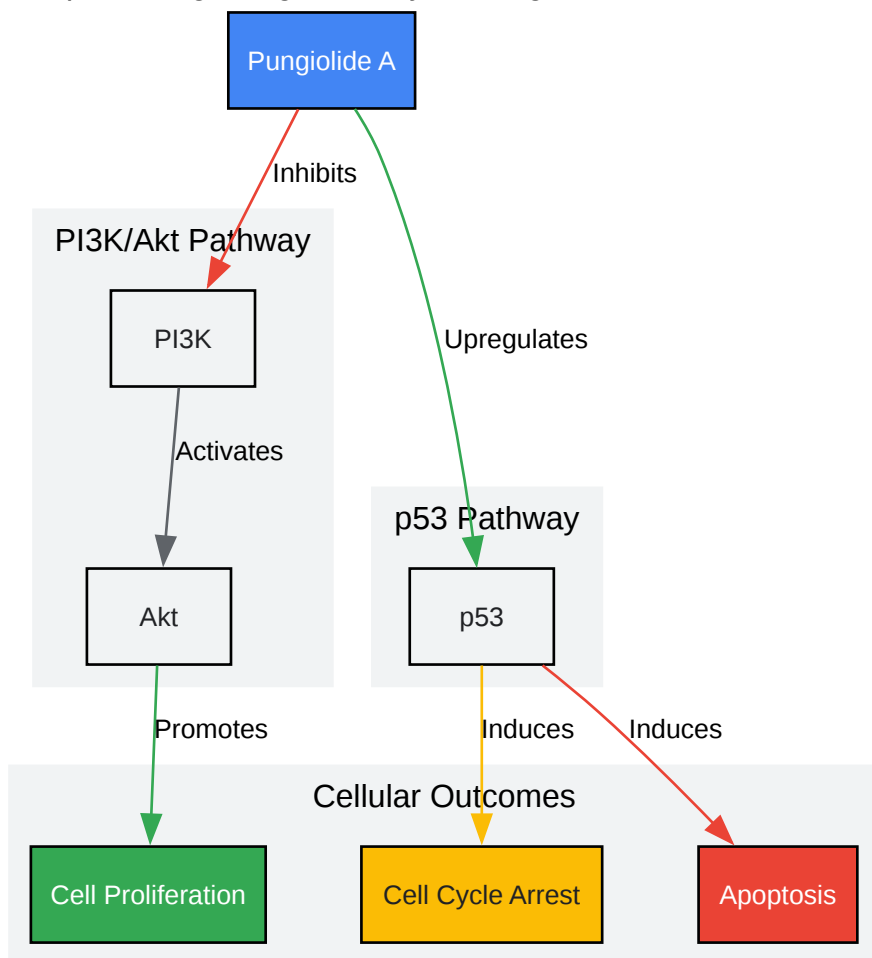 Pungiolide A
Inhibits
PI3K/Akt Pathway
PI3K
Upregulates
Activates
p53 Pathway
Akt
p53
Promotes
Induces
Induces
Cellular Outcomes
Cell Proliferation
Cell Cycle Arrest
Apoptosis